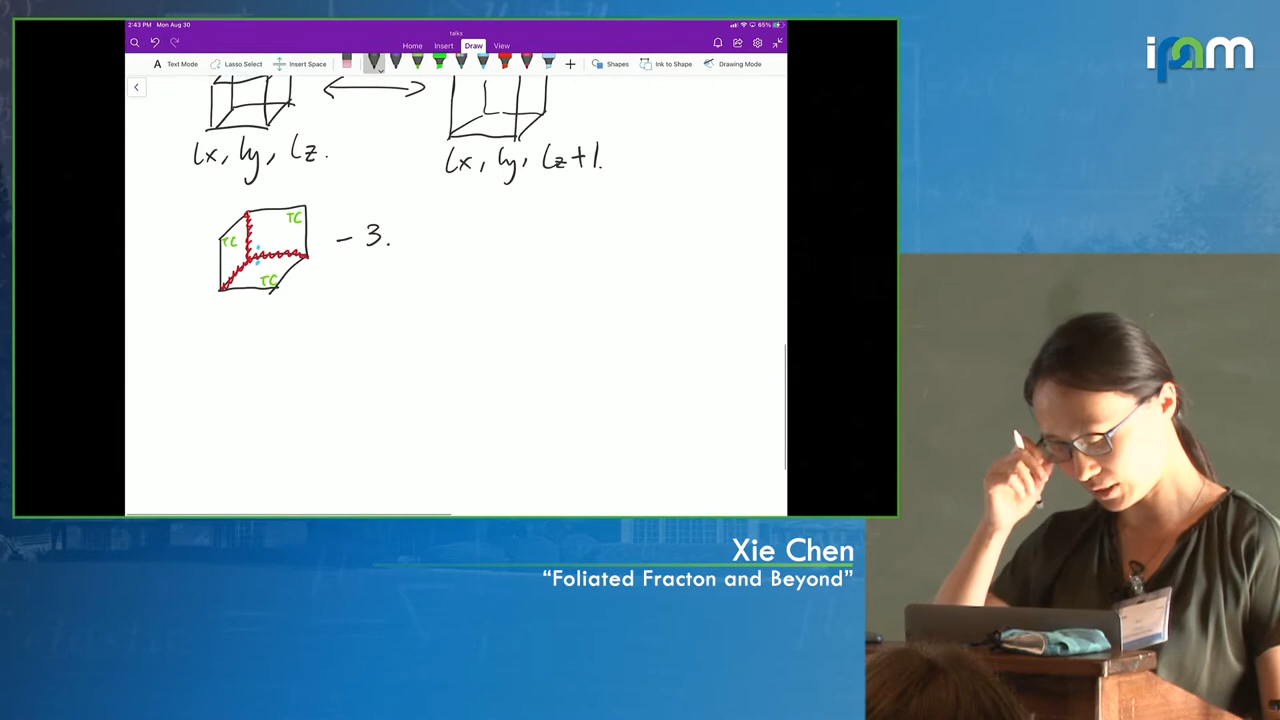 2:43 PM Mon Aug 30
65%
talks
Home Insert Draw View
Text Mode Lasso Select Insert Space Shapes Ink to Shape Drawing Mode
Lx, Ly, Lz.
Lx, Ly, Lz+1.
TC
TC
TC
- 3.
ipam
Xie Chen
“Foliated Fracton and Beyond”